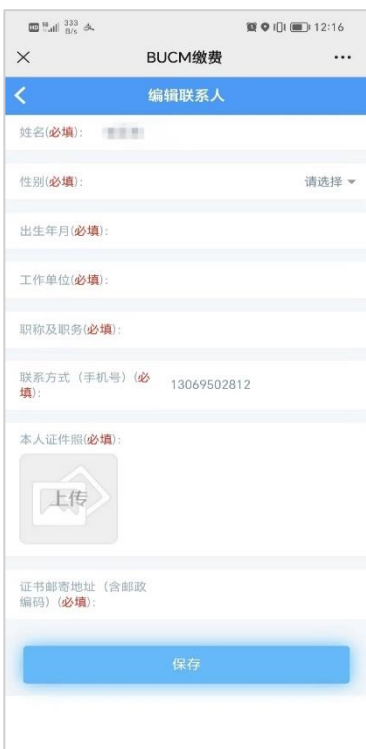 HD 5G 333 B/s 12:16
BUCM缴费
编辑联系人
姓名(必填):
性别(必填): 请选择
出生年月(必填):
工作单位(必填):
职称及职务(必填):
联系方式（手机号）(必
填): 13069502812
本人证件照(必填):
上传
证书邮寄地址（含邮政
编码）(必填):
保存